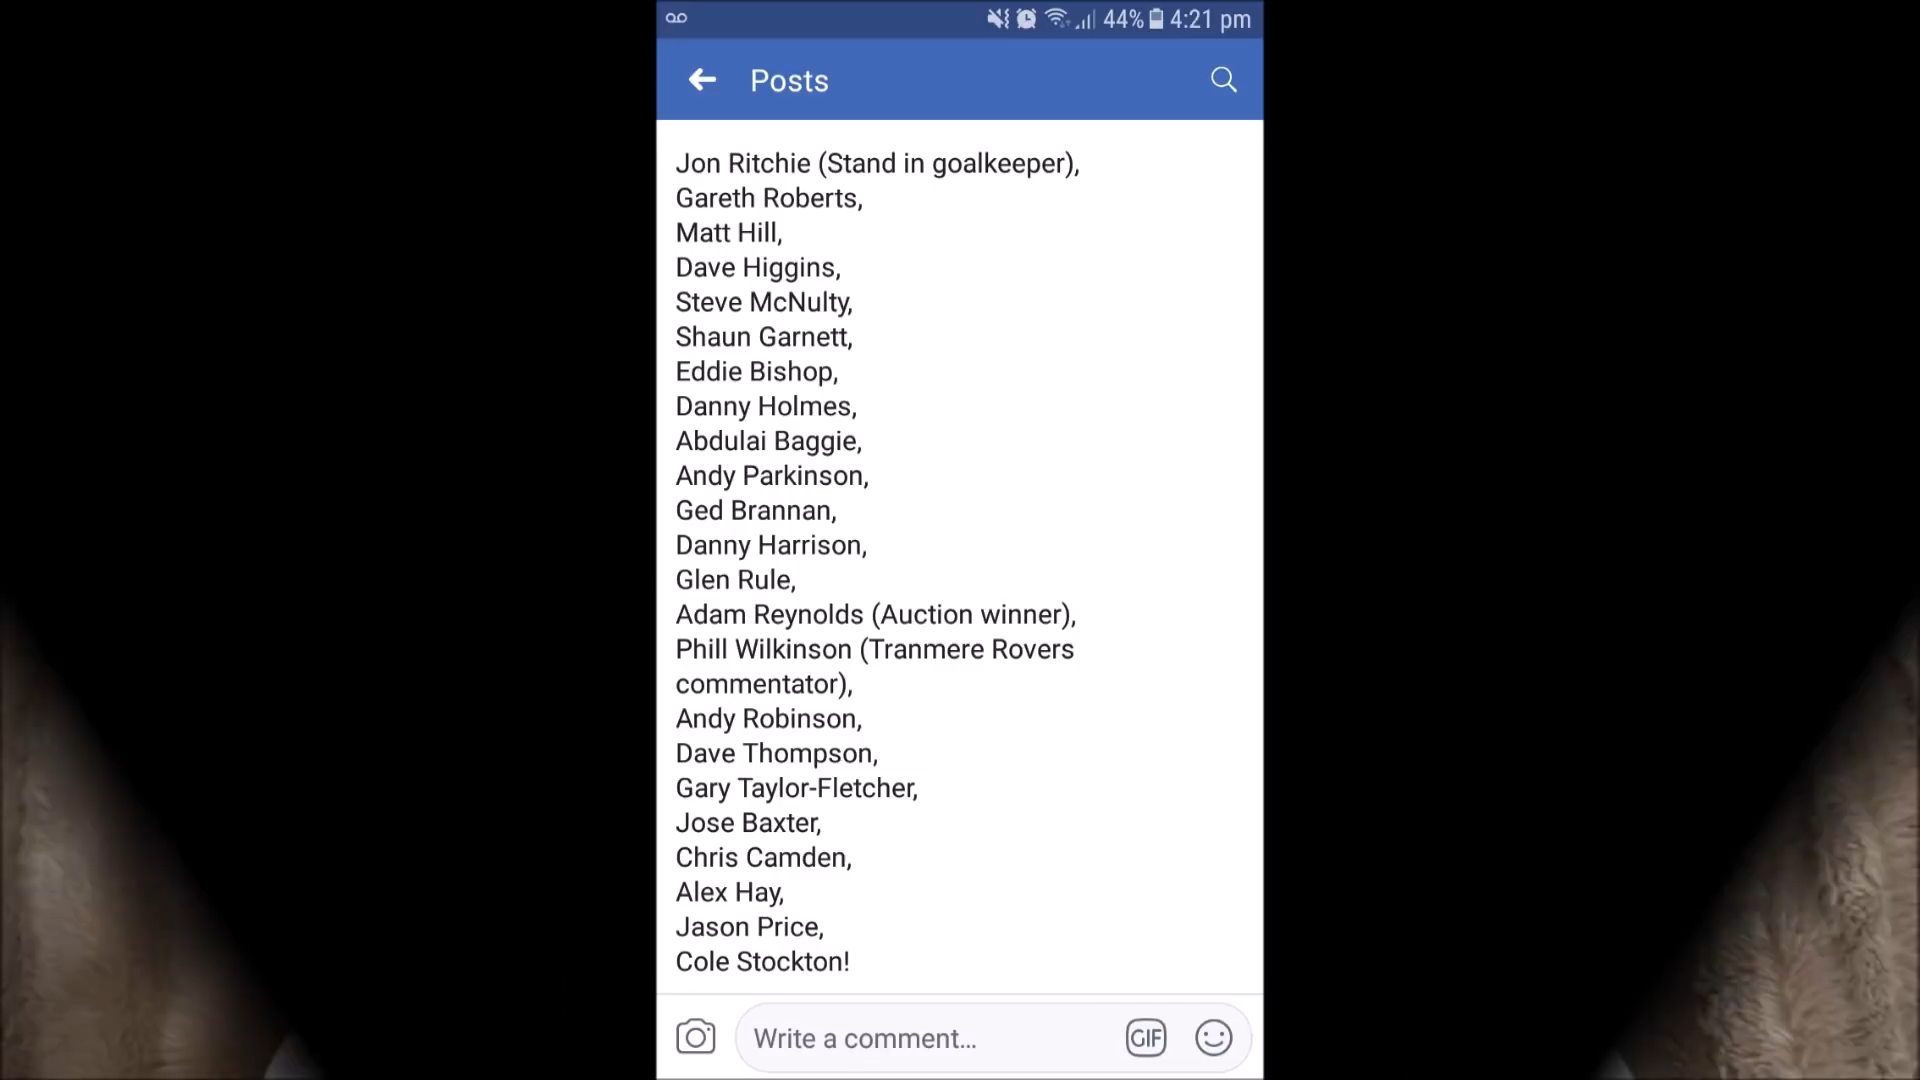 44% 4:21 pm
Posts
Jon Ritchie (Stand in goalkeeper),
Gareth Roberts,
Matt Hill,
Dave Higgins,
Steve McNulty,
Shaun Garnett,
Eddie Bishop,
Danny Holmes,
Abdulai Baggie,
Andy Parkinson,
Ged Brannan,
Danny Harrison,
Glen Rule,
Adam Reynolds (Auction winner),
Phill Wilkinson (Tranmere Rovers
commentator),
Andy Robinson,
Dave Thompson,
Gary Taylor-Fletcher,
Jose Baxter,
Chris Camden,
Alex Hay,
Jason Price,
Cole Stockton!
Write a comment... GIF